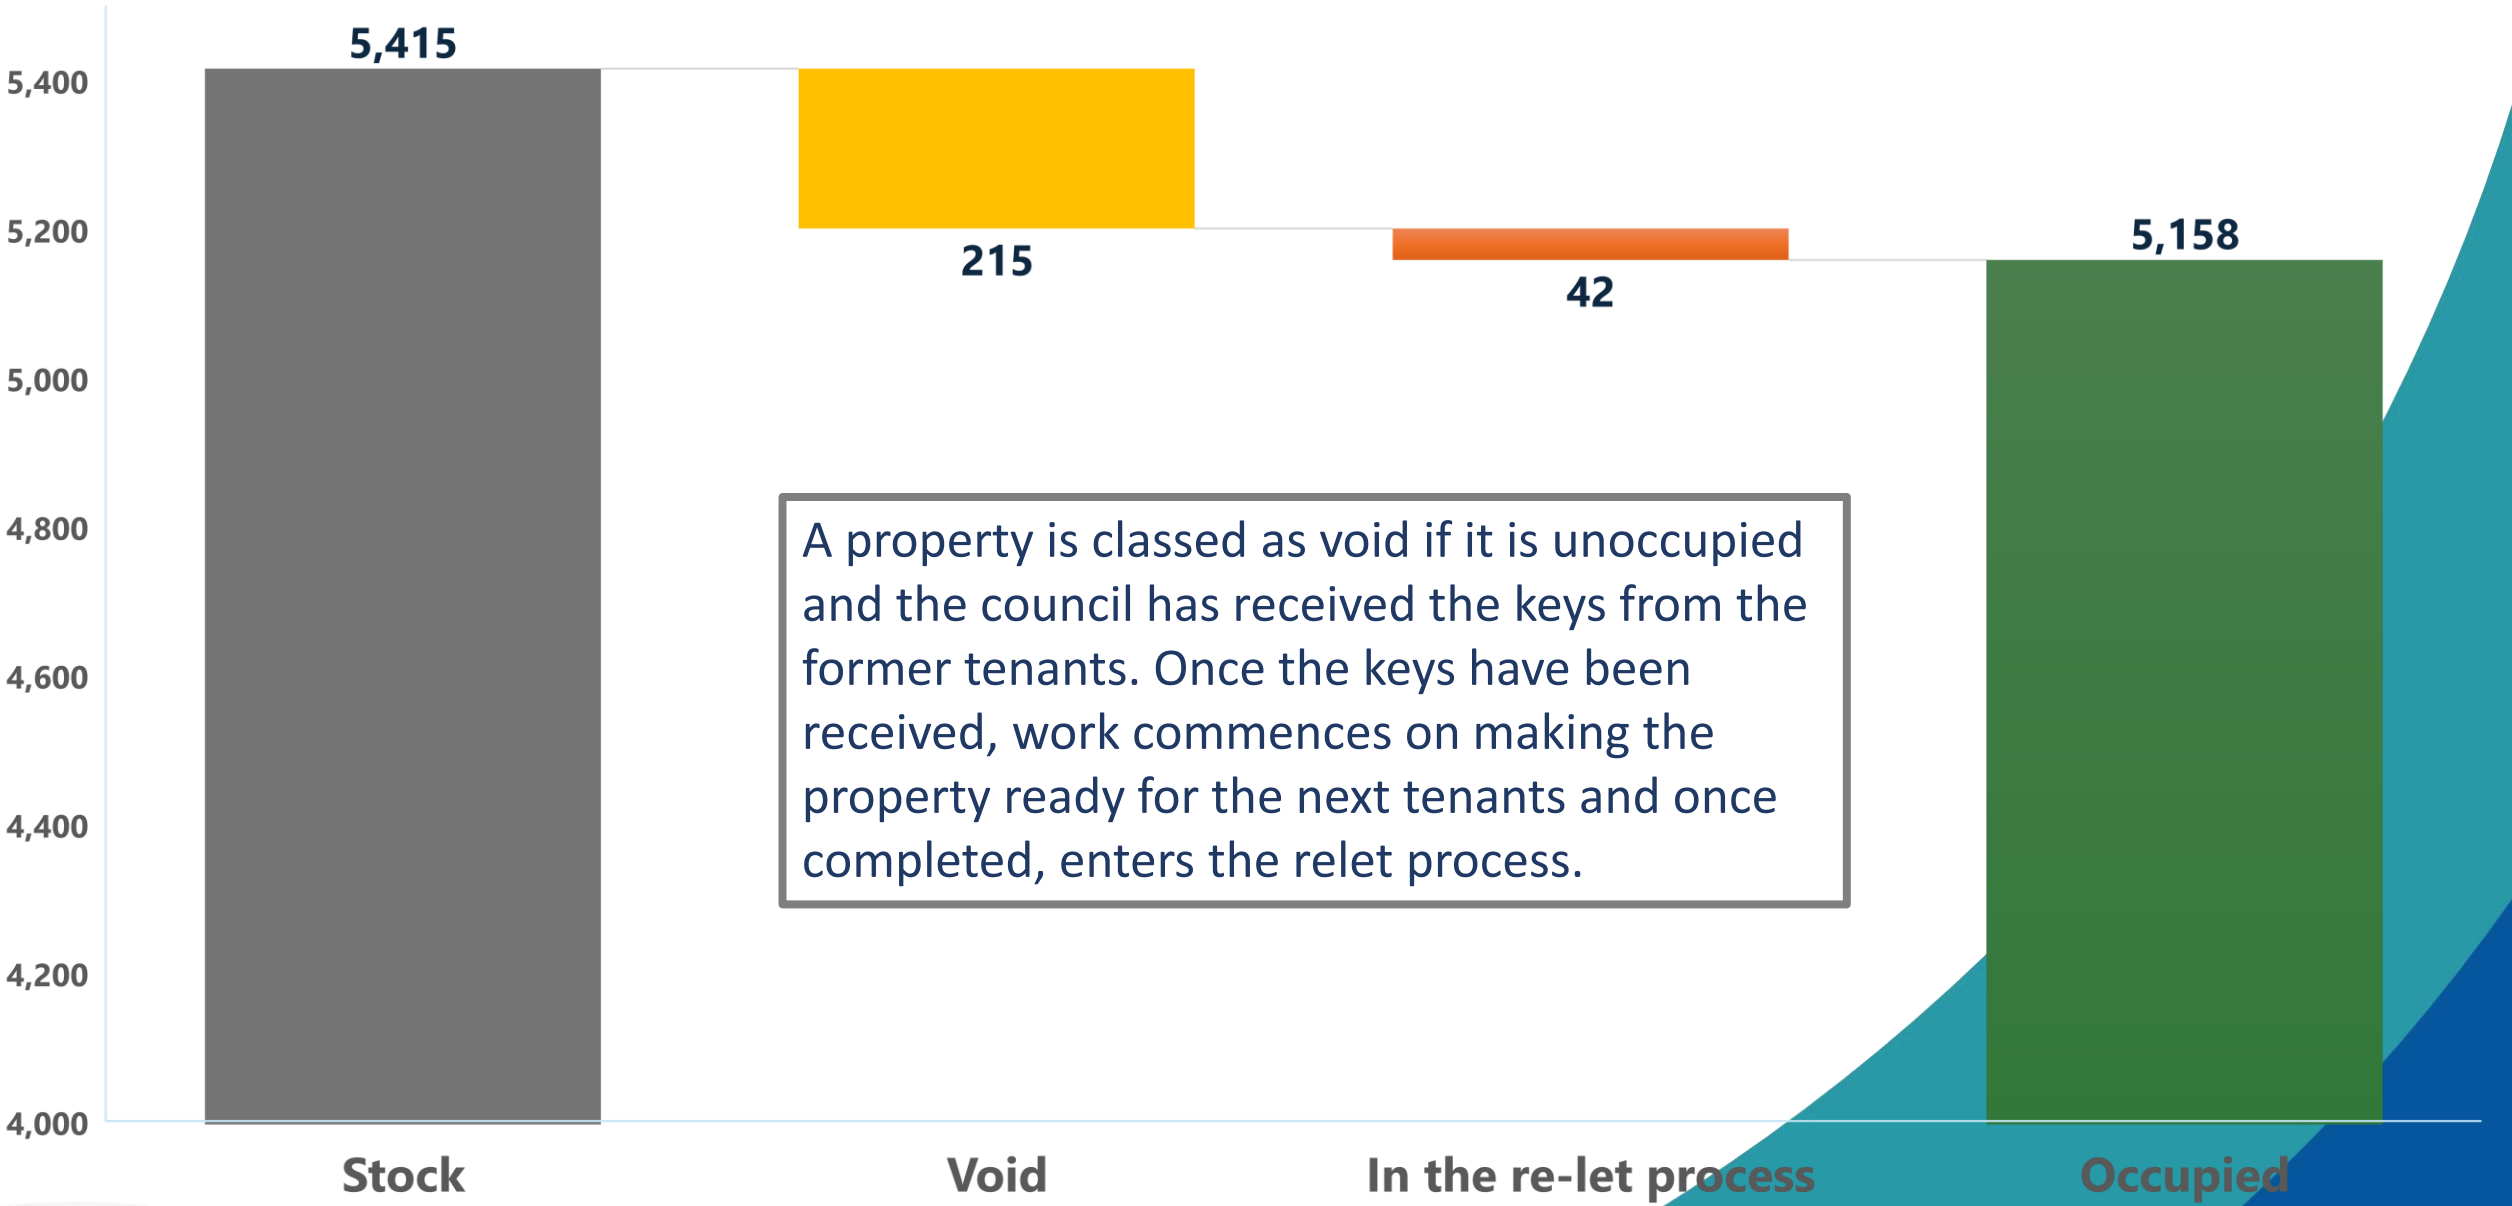 5,415
5,400
5,200
5,158
215
42
5,000
4,800
4,600
4,400
4,200
4,000
A property is classed as void if it is unoccupied
and the council has received the keys from the
former tenants. Once the keys have been
received, work commences on making the
property ready for the next tenants and once
completed, enters the relet process.
Stock
Void
In the re-let process
Occupied